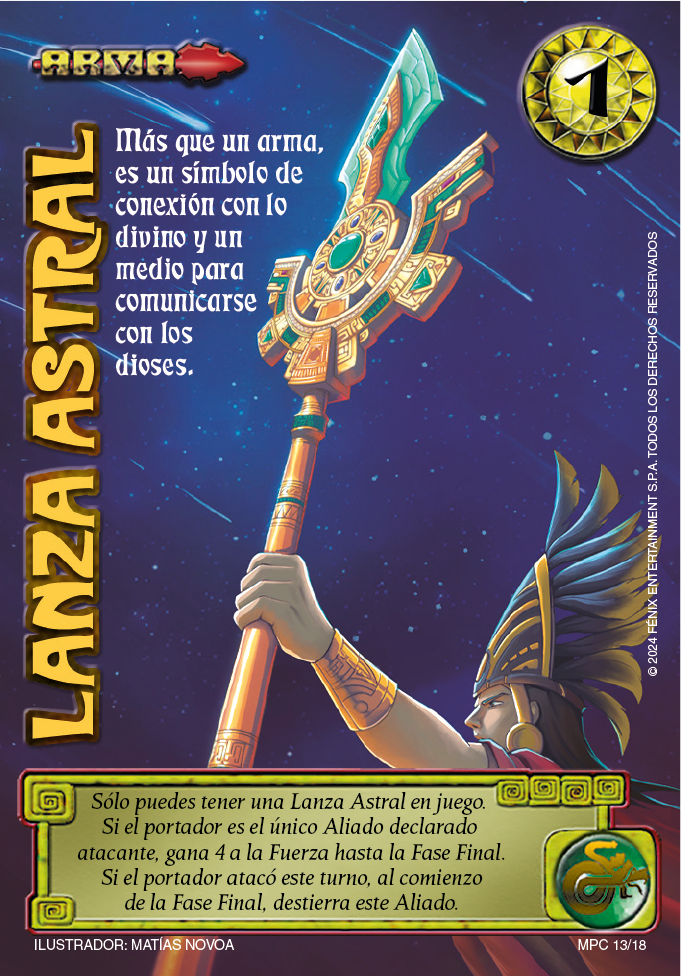 ARMA
1
LANZA ASTRAL
Más que un arma,
es un símbolo de
conexión con lo
divino y un
medio para
comunicarse
con los
dioses.
© 2024 FÉNIX ENTERTAINMENT S.P.A. TODOS LOS DERECHOS RESERVADOS
Sólo puedes tener una Lanza Astral en juego.
Si el portador es el único Aliado declarado
atacante, gana 4 a la Fuerza hasta la Fase Final.
Si el portador atacó este turno, al comienzo
de la Fase Final, destierra este Aliado.
ILUSTRADOR: MATÍAS NOVOA
MPC 13/18